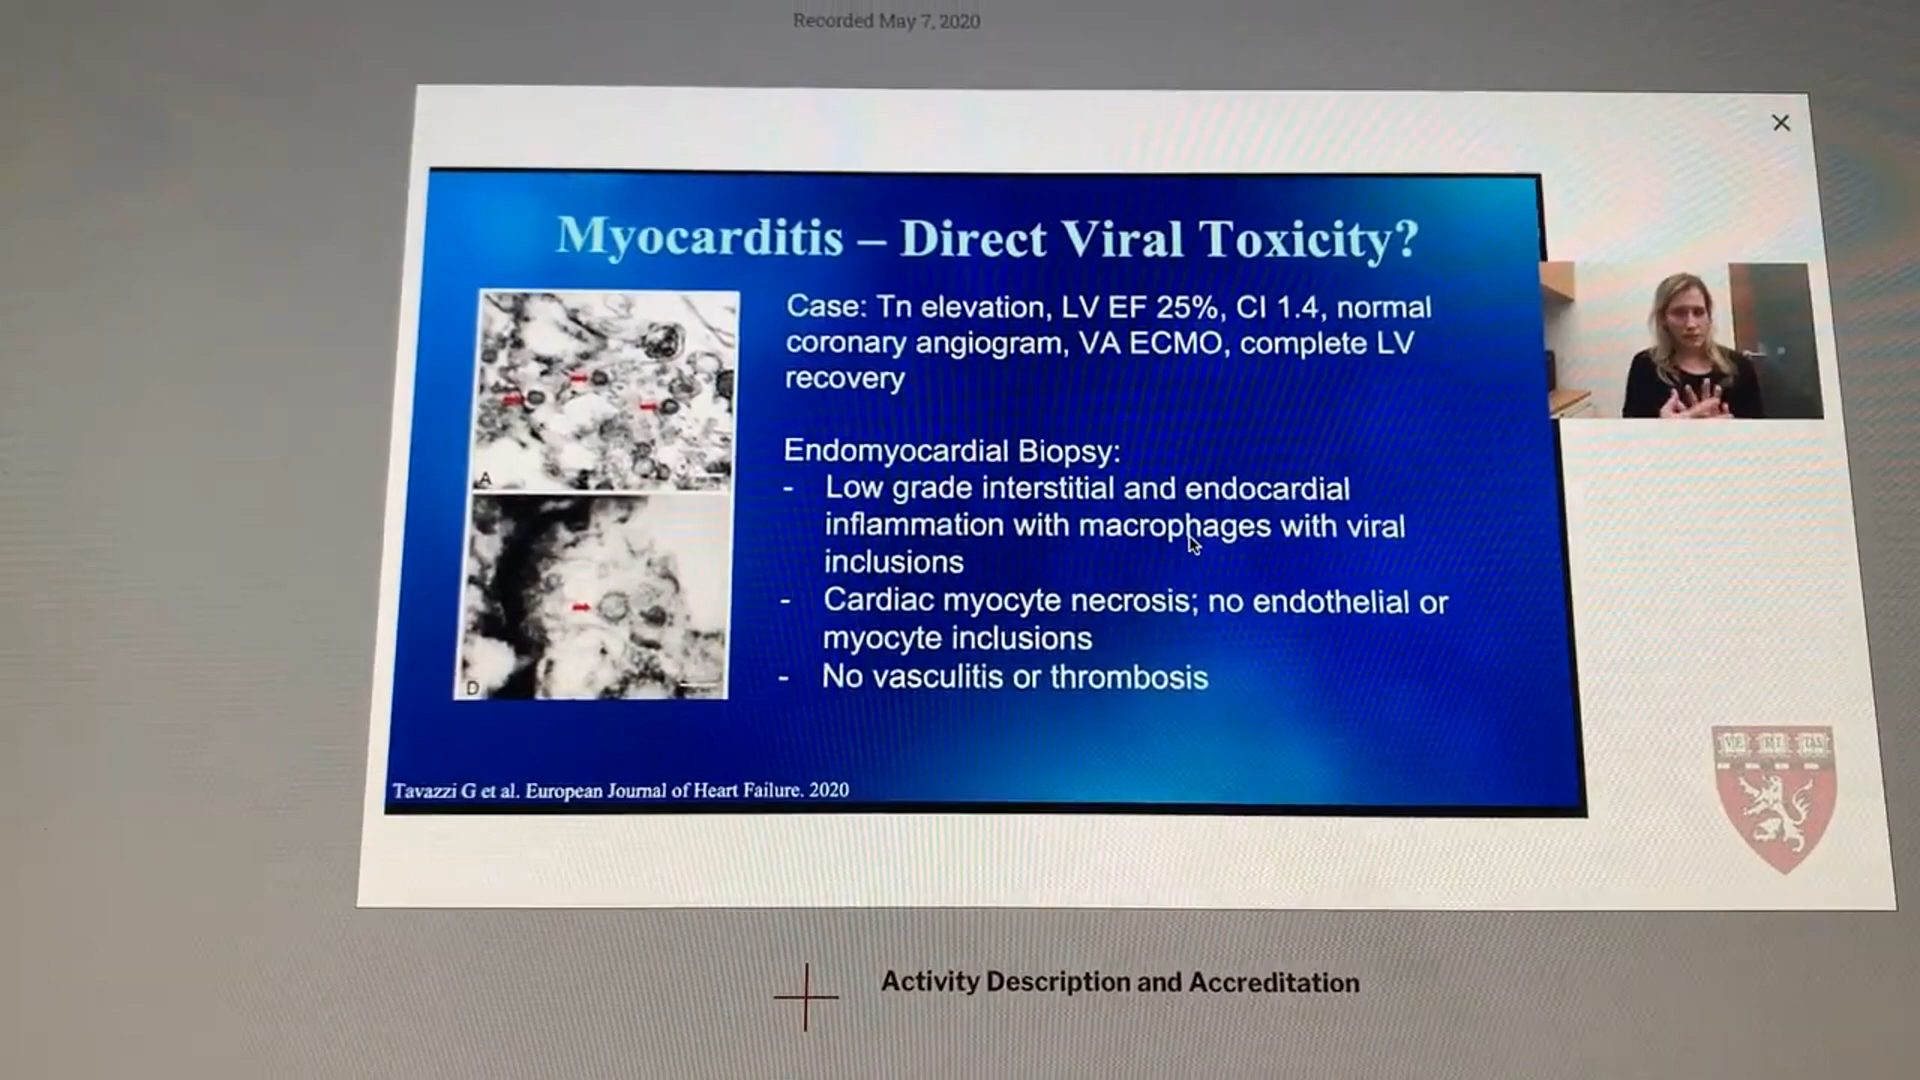 Recorded May 7, 2020
Myocarditis – Direct Viral Toxicity?
Case: Tn elevation, LV EF 25%, CI 1.4, normal
coronary angiogram, VA ECMO, complete LV
recovery
A
Endomyocardial Biopsy:
- Low grade interstitial and endocardial
inflammation with macrophages with viral
inclusions
- Cardiac myocyte necrosis; no endothelial or
myocyte inclusions
- No vasculitis or thrombosis
D
Tavazzi G et al. European Journal of Heart Failure. 2020
VE RI TAS
Activity Description and Accreditation